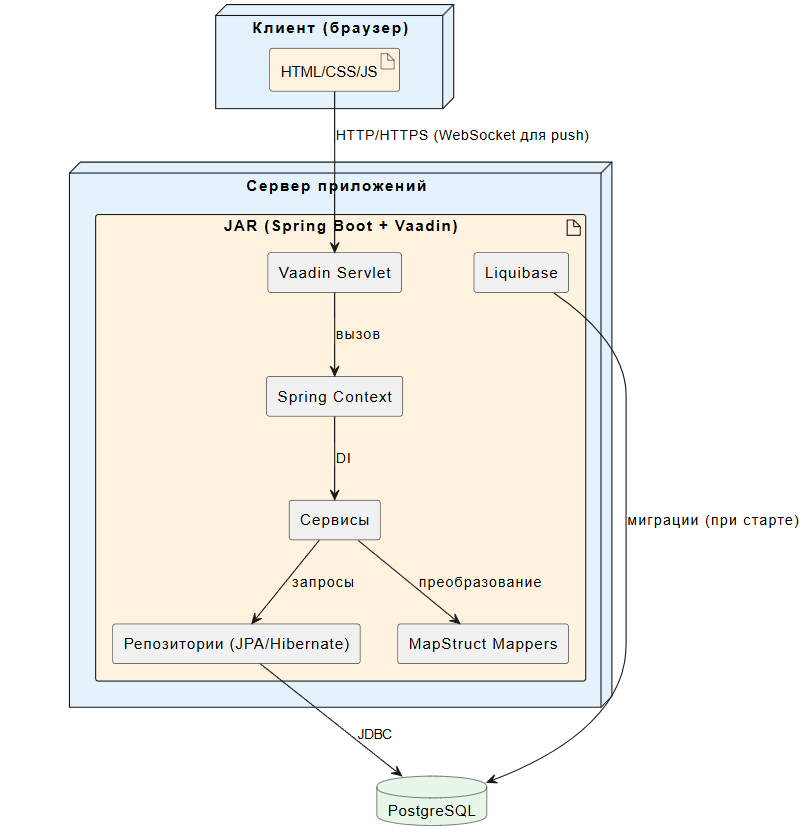 Клиент (браузер)
HTML/CSS/JS
HTTP/HTTPS (WebSocket для push)
Сервер приложений
JAR (Spring Boot + Vaadin)
Vaadin Servlet
Liquibase
вызов
Spring Context
DI
Сервисы
миграции (при старте)
запросы
преобразование
Репозитории (JPA/Hibernate)
MapStruct Mappers
JDBC
PostgreSQL